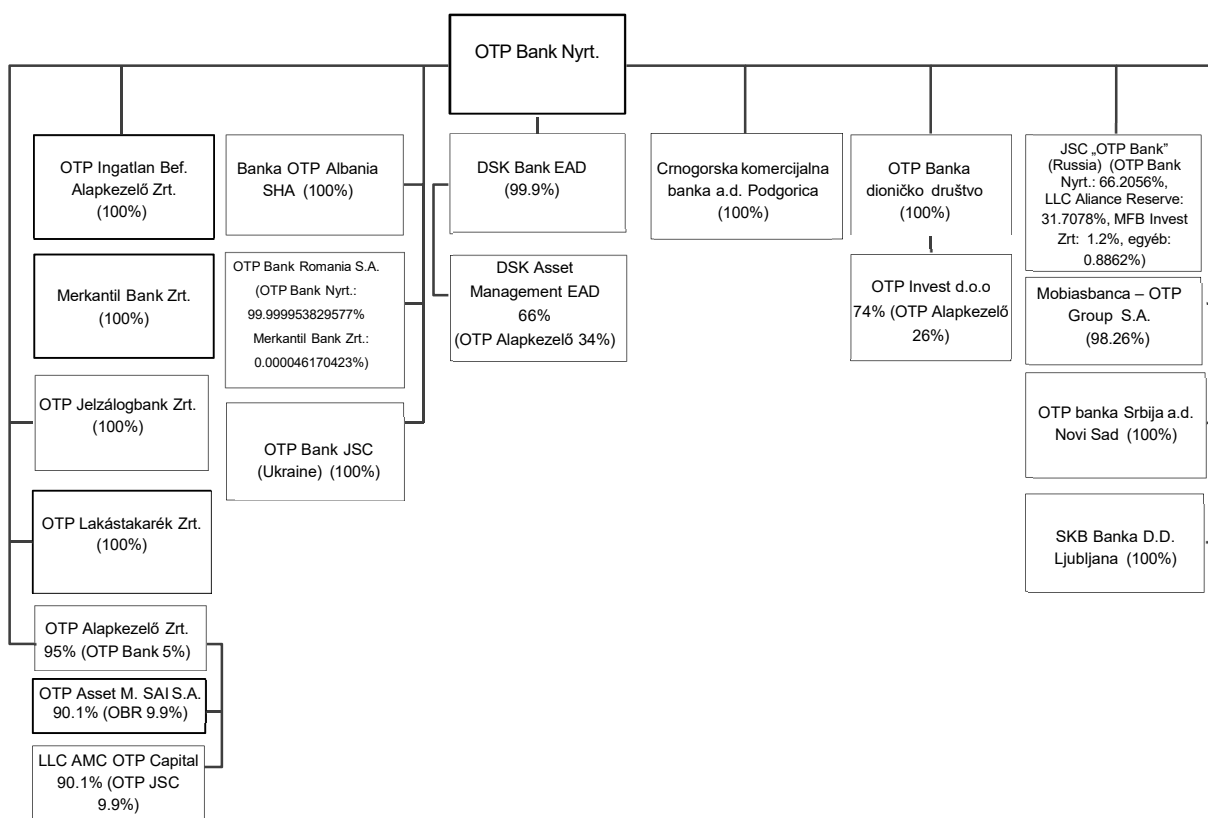 OTP Bank Nyrt.
OTP Ingatlan Bef.
Alapkezelő Zrt.
(100%)
Merkantil Bank Zrt.
(100%)
OTP Jelzálogbank Zrt.
(100%)
OTP Lakástakarék Zrt.
(100%)
OTP Alapkezelő Zrt.
95% (OTP Bank 5%)
OTP Asset M. SAI S.A.
90.1% (OBR 9.9%)
LLC AMC OTP Capital
90.1% (OTP JSC
9.9%)
Banka OTP Albania
SHA (100%)
OTP Bank Romania S.A.
(OTP Bank Nyrt.:
99.999953829577%
Merkantil Bank Zrt.:
0.000046170423%)
OTP Bank JSC
(Ukraine) (100%)
DSK Bank EAD
(99.9%)
DSK Asset
Management EAD
66%
(OTP Alapkezelő 34%)
Crnogorska komercijalna
banka a.d. Podgorica
(100%)
OTP Banka
dioničko društvo
(100%)
OTP Invest d.o.o
74% (OTP Alapkezelő
26%)
JSC „OTP Bank”
(Russia) (OTP Bank
Nyrt.: 66.2056%,
LLC Aliance Reserve:
31.7078%, MFB Invest
Zrt: 1.2%, egyéb:
0.8862%)
Mobiasbanca – OTP
Group S.A.
(98.26%)
OTP banka Srbija a.d.
Novi Sad (100%)
SKB Banka D.D.
Ljubljana (100%)